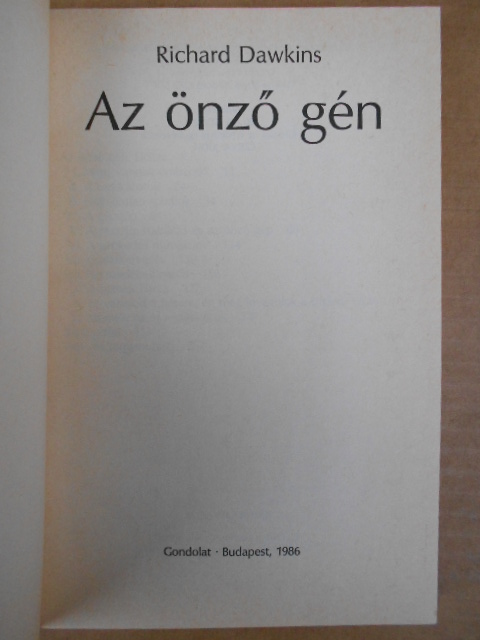 Richard Dawkins
Az önző gén
Gondolat · Budapest, 1986